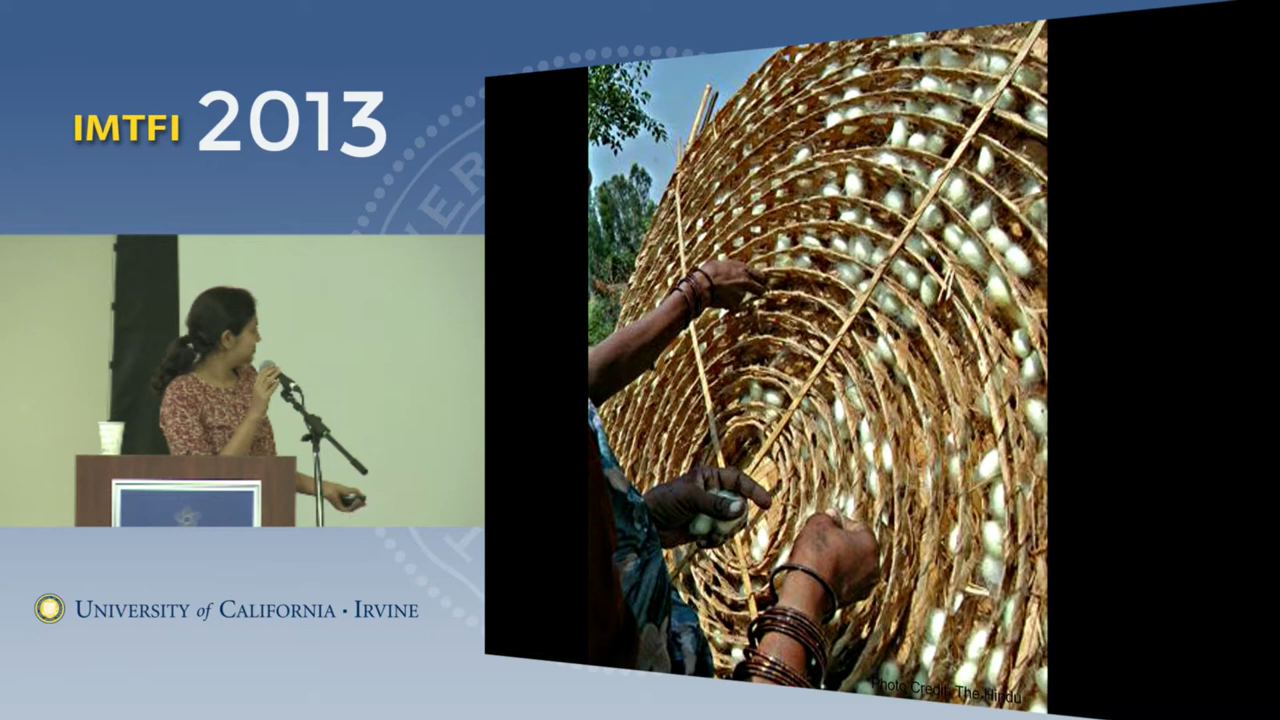 IMTFI 2013
UNIVERSITY of CALIFORNIA • IRVINE
Photo Credit: The Hindu